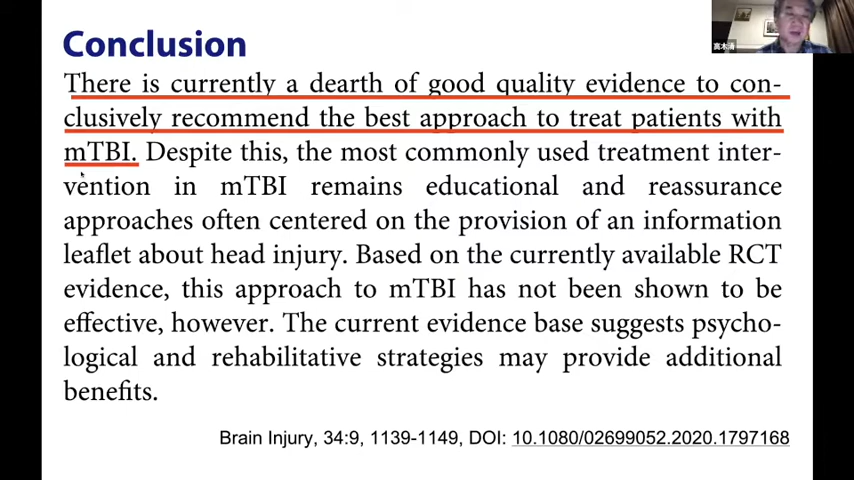 Conclusion
There is currently a dearth of good quality evidence to con-
clusively recommend the best approach to treat patients with
mTBI. Despite this, the most commonly used treatment inter-
vention in mTBI remains educational and reassurance
approaches often centered on the provision of an information
leaflet about head injury. Based on the currently available RCT
evidence, this approach to mTBI has not been shown to be
effective, however. The current evidence base suggests psycho-
logical and rehabilitative strategies may provide additional
benefits.
Brain Injury, 34:9, 1139-1149, DOI: 10.1080/02699052.2020.1797168